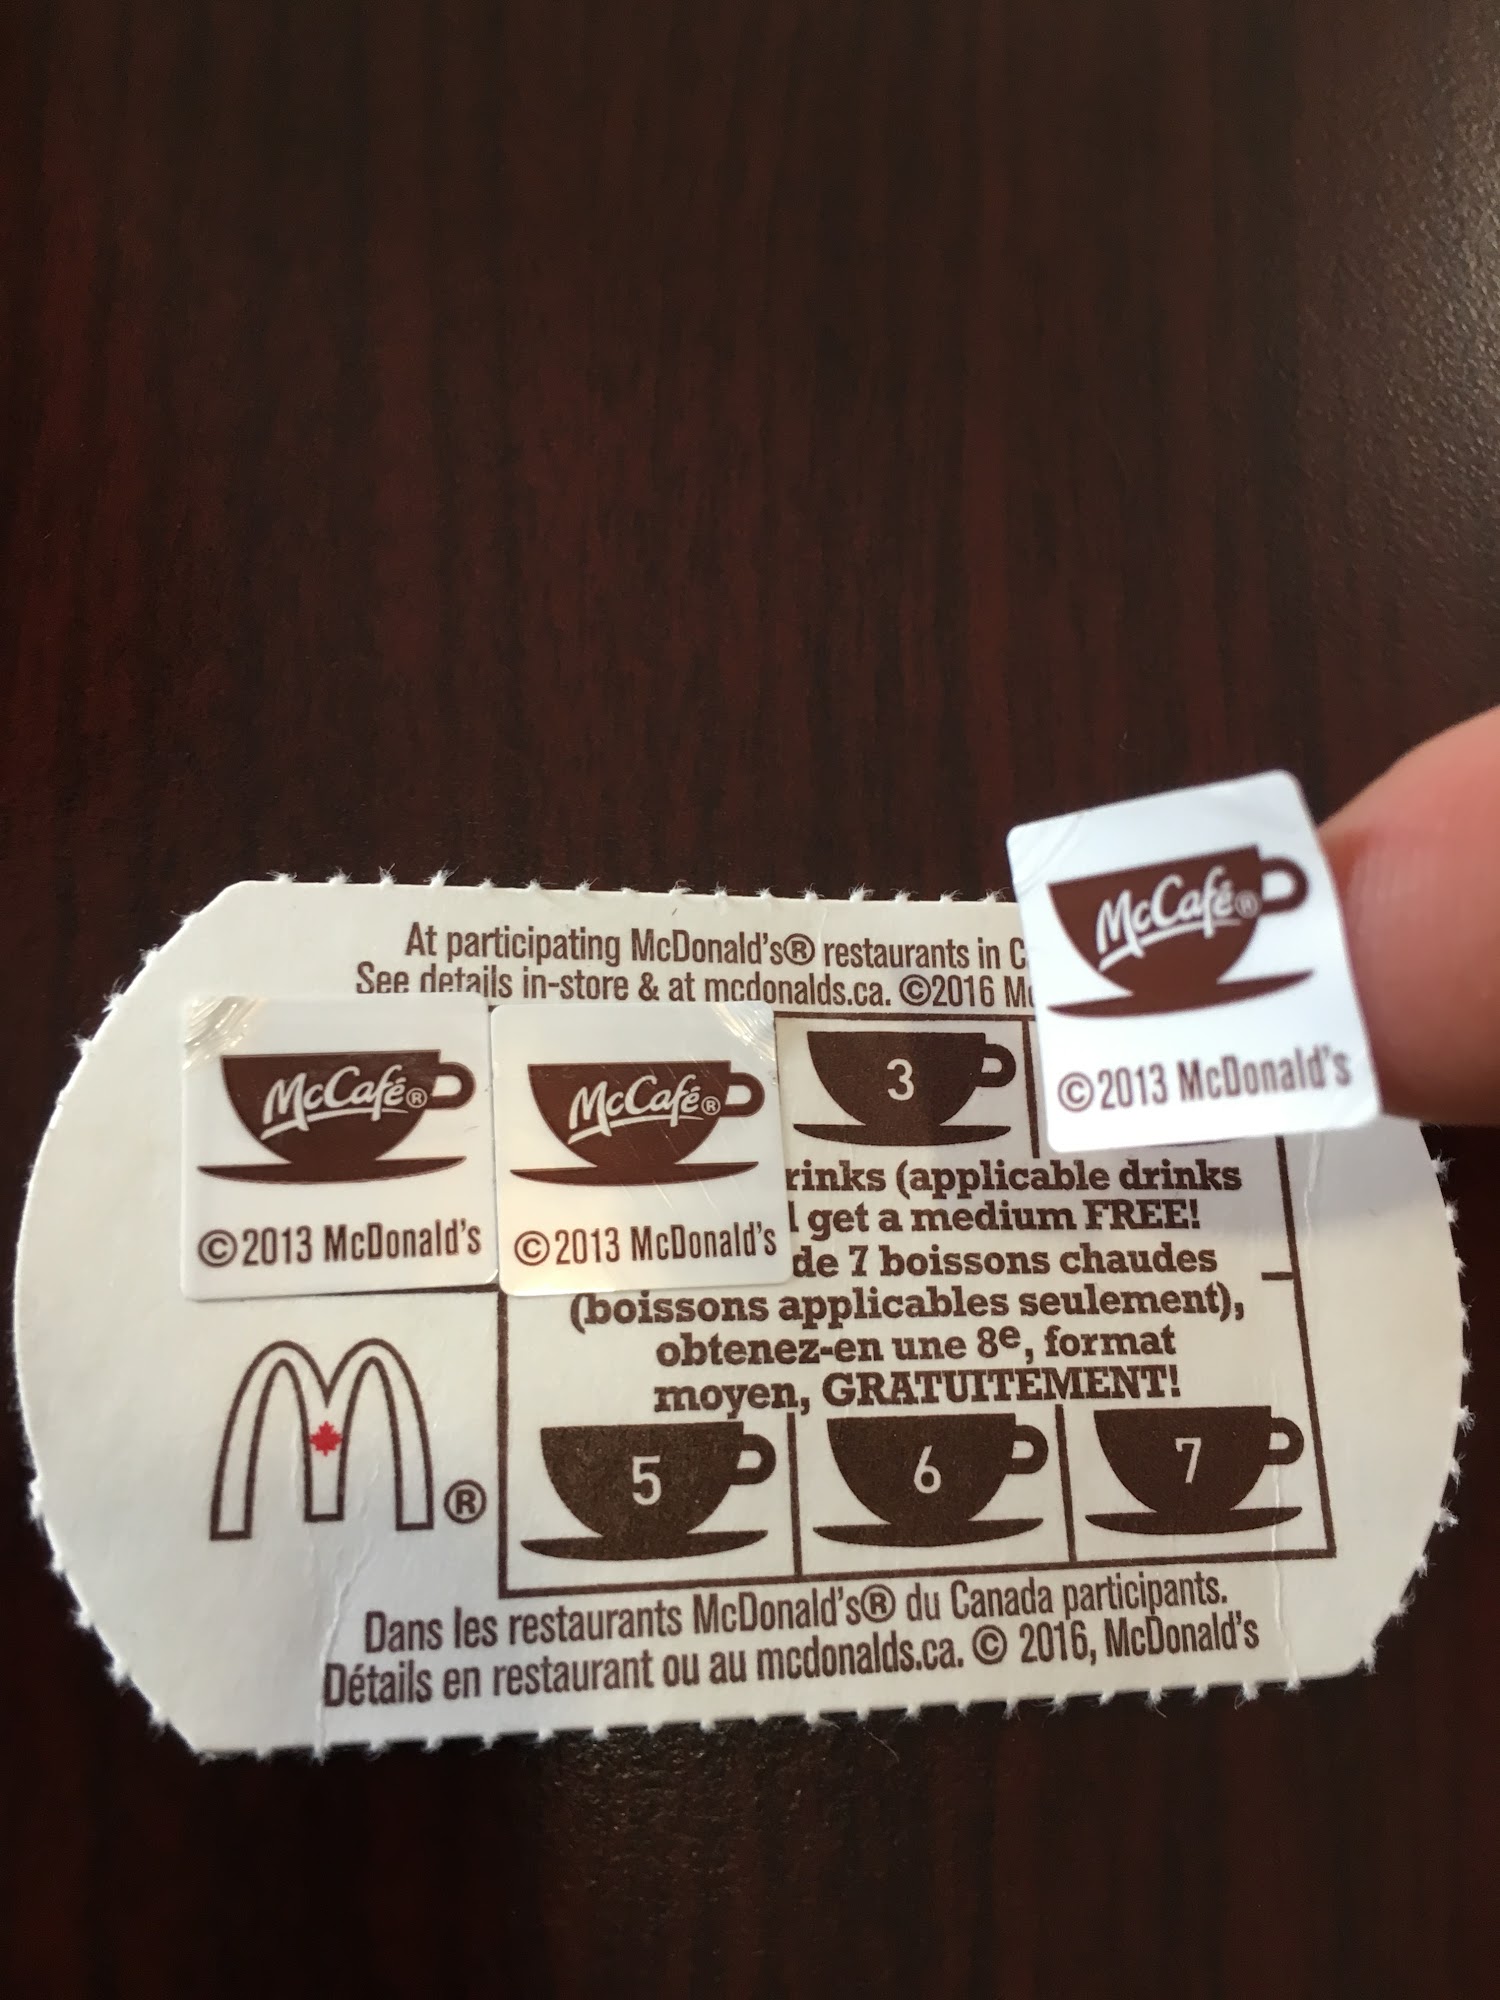 At participating McDonald's® restaurants in
See details in-store & at mcdonalds.ca. ©2016
McCafé®
©2013 McDonald's
McCafé®
©2013 McDonald's
3
McCafé®
©2013 McDonald's
(applicable drinks
get a medium FREE!
de 7 boissons chaudes
(boissons applicables seulement),
obtenez-en une 8e, format
moyen, GRATUITEMENT!
®
5
6
7
Dans les restaurants McDonald's® du Canada participants.
Détails en restaurant ou au mcdonalds.ca. © 2016, McDonald's